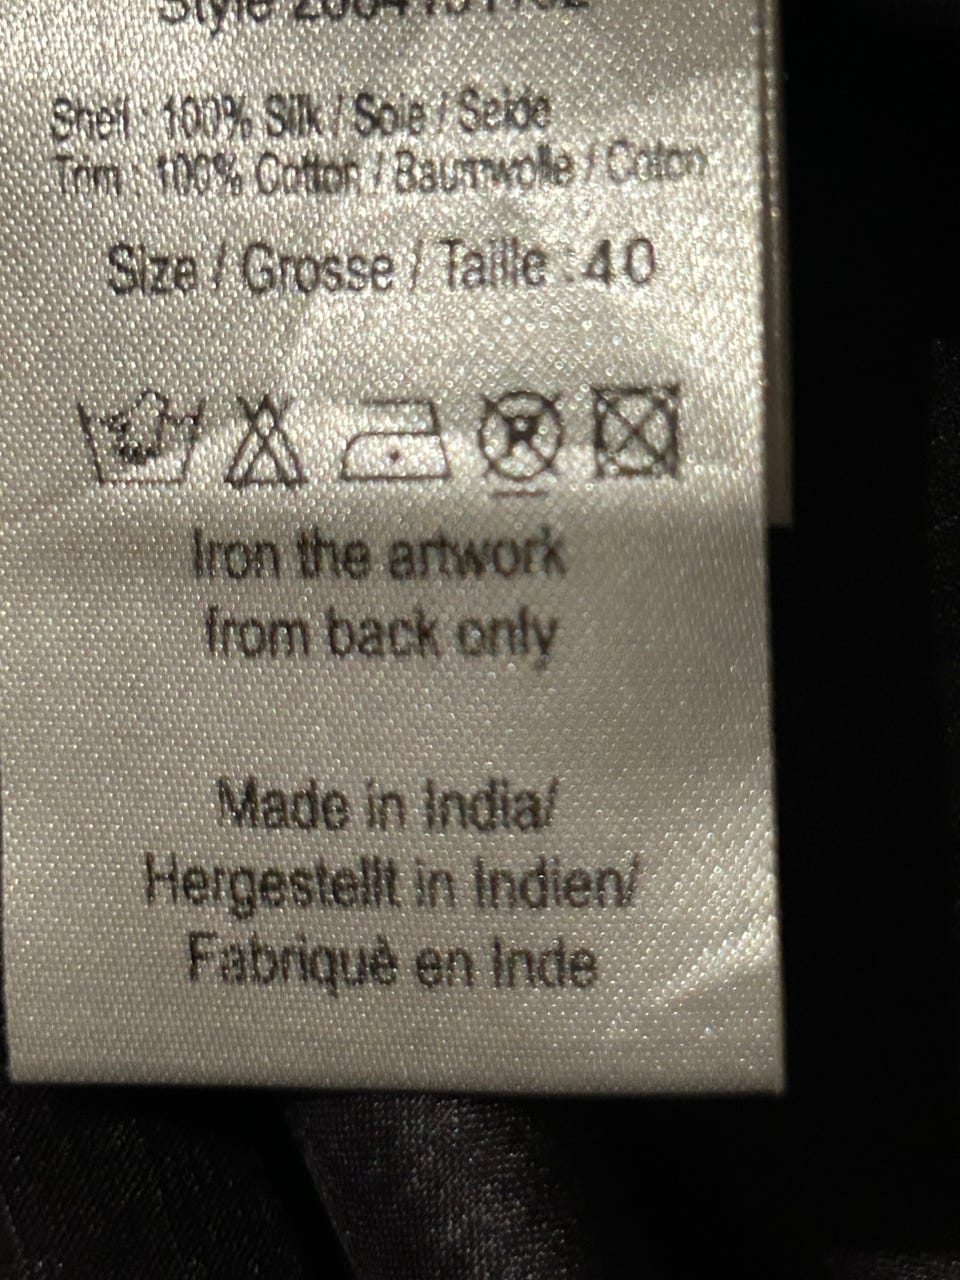 Style
Shell : 100% Silk / Soie / Seide
Trim : 100% Cotton / Baumwolle / Coton
Size / Grosse / Taille : 40
Iron the artwork
from back only
Made in India/
Hergestellt in Indien/
Fabriquè en Inde